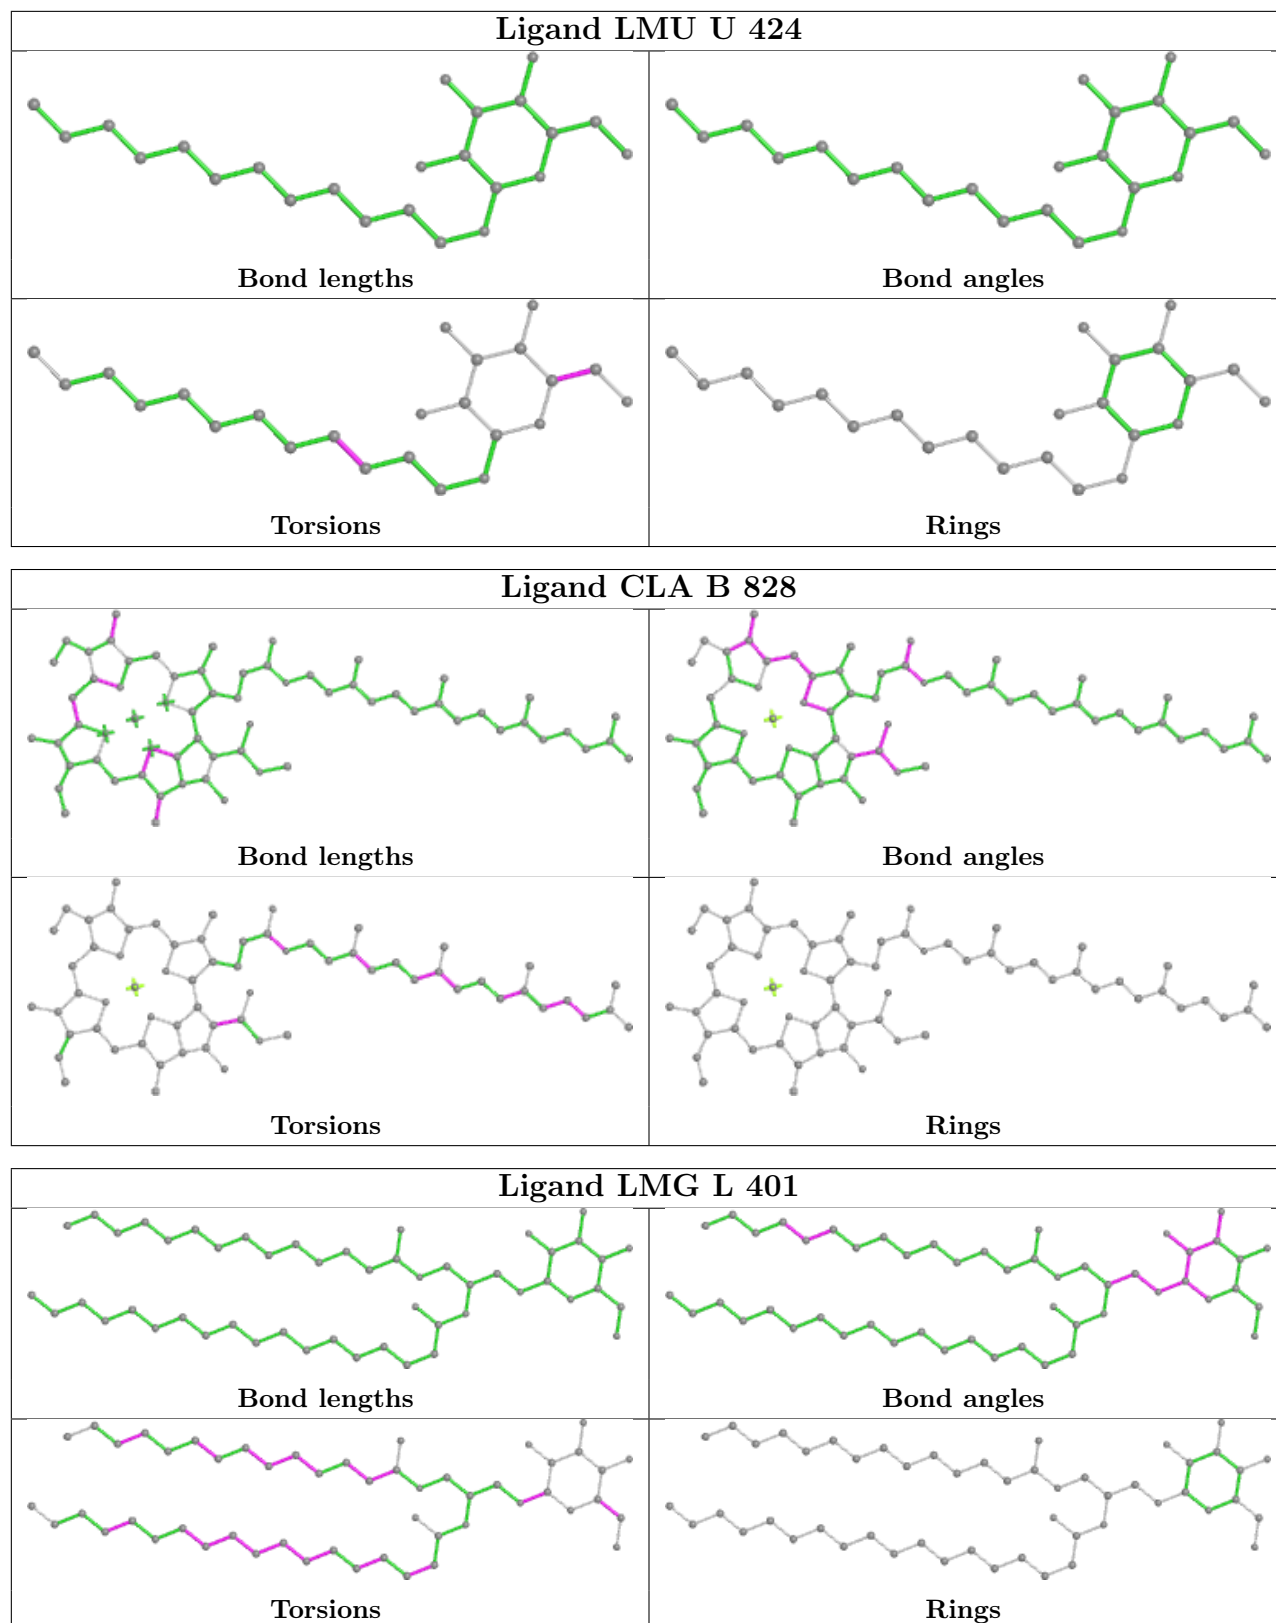 Ligand LMU U 424
Bond lengths
Bond angles
Torsions
Rings
Ligand CLA B 828
Bond lengths
Bond angles
Torsions
Rings
Ligand LMG L 401
Bond lengths
Bond angles
Torsions
Rings